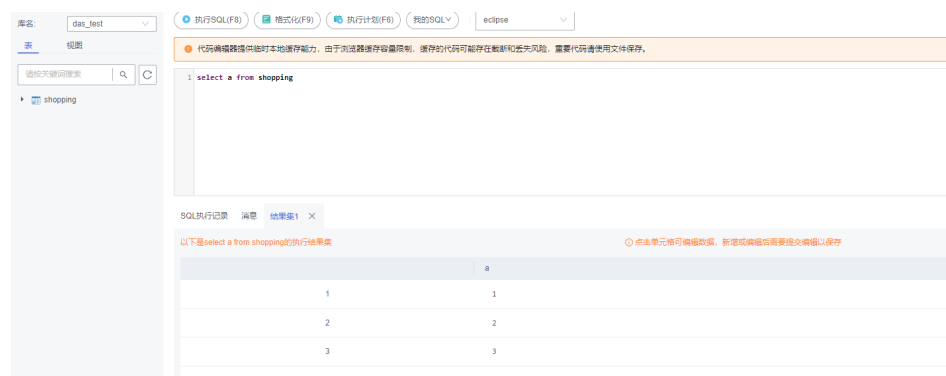 库名: das_test 执行SQL(F8) 格式化(F9) 执行计划(F6) 我的SQL eclipse
表 视图
代码编辑器提供临时本地缓存能力，由于浏览器缓存容量限制，缓存的代码可能存在截断和丢失风险，重要代码请使用文件保存。
请按关键词搜索
1 select a from shopping
shopping
SQL执行记录 消息 结果集1 ×
以下是select a from shopping的执行结果集 点击单元格可编辑数据，新增或编辑后需要提交编辑以保存
a
1 1
2 2
3 3